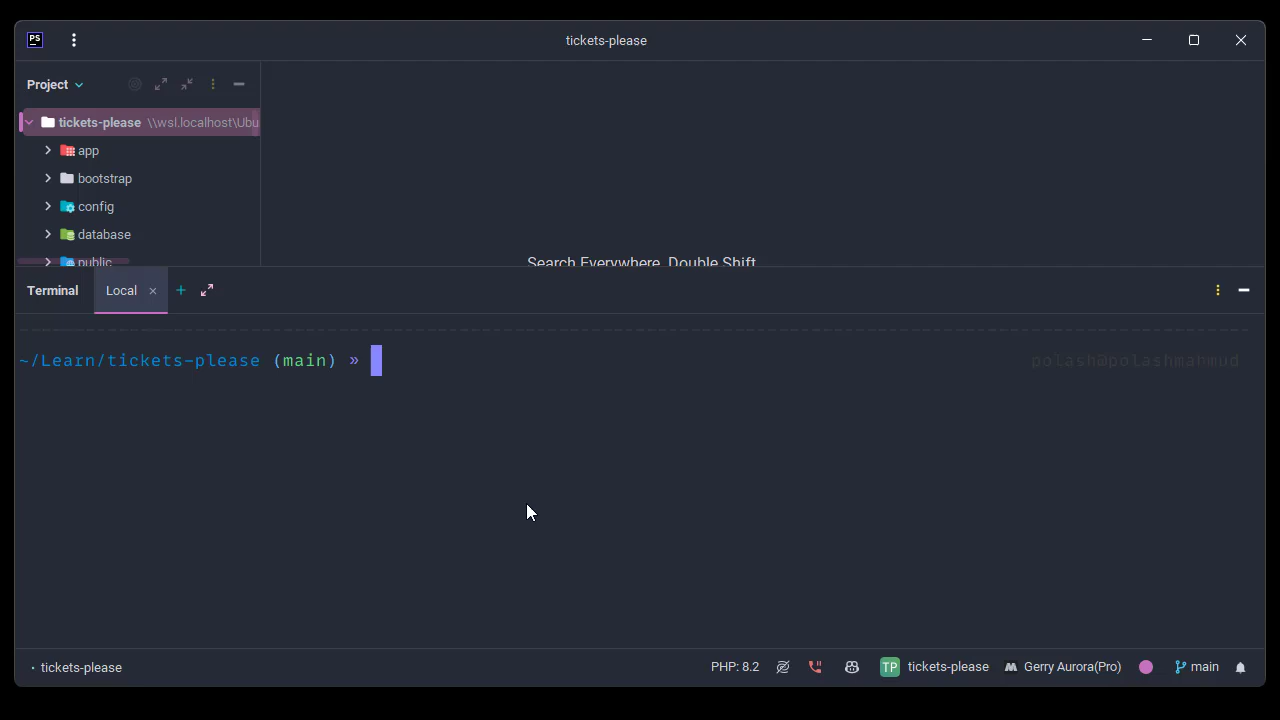 PS
tickets-please
Project
tickets-please \\wsl.localhost\Ubu
app
bootstrap
config
database
public
Search Everywhere Double Shift
Terminal
Local
~/Learn/tickets-please (main) »
polash@polashmahmud
tickets-please
PHP: 8.2
TP tickets-please
Gerry Aurora(Pro)
main